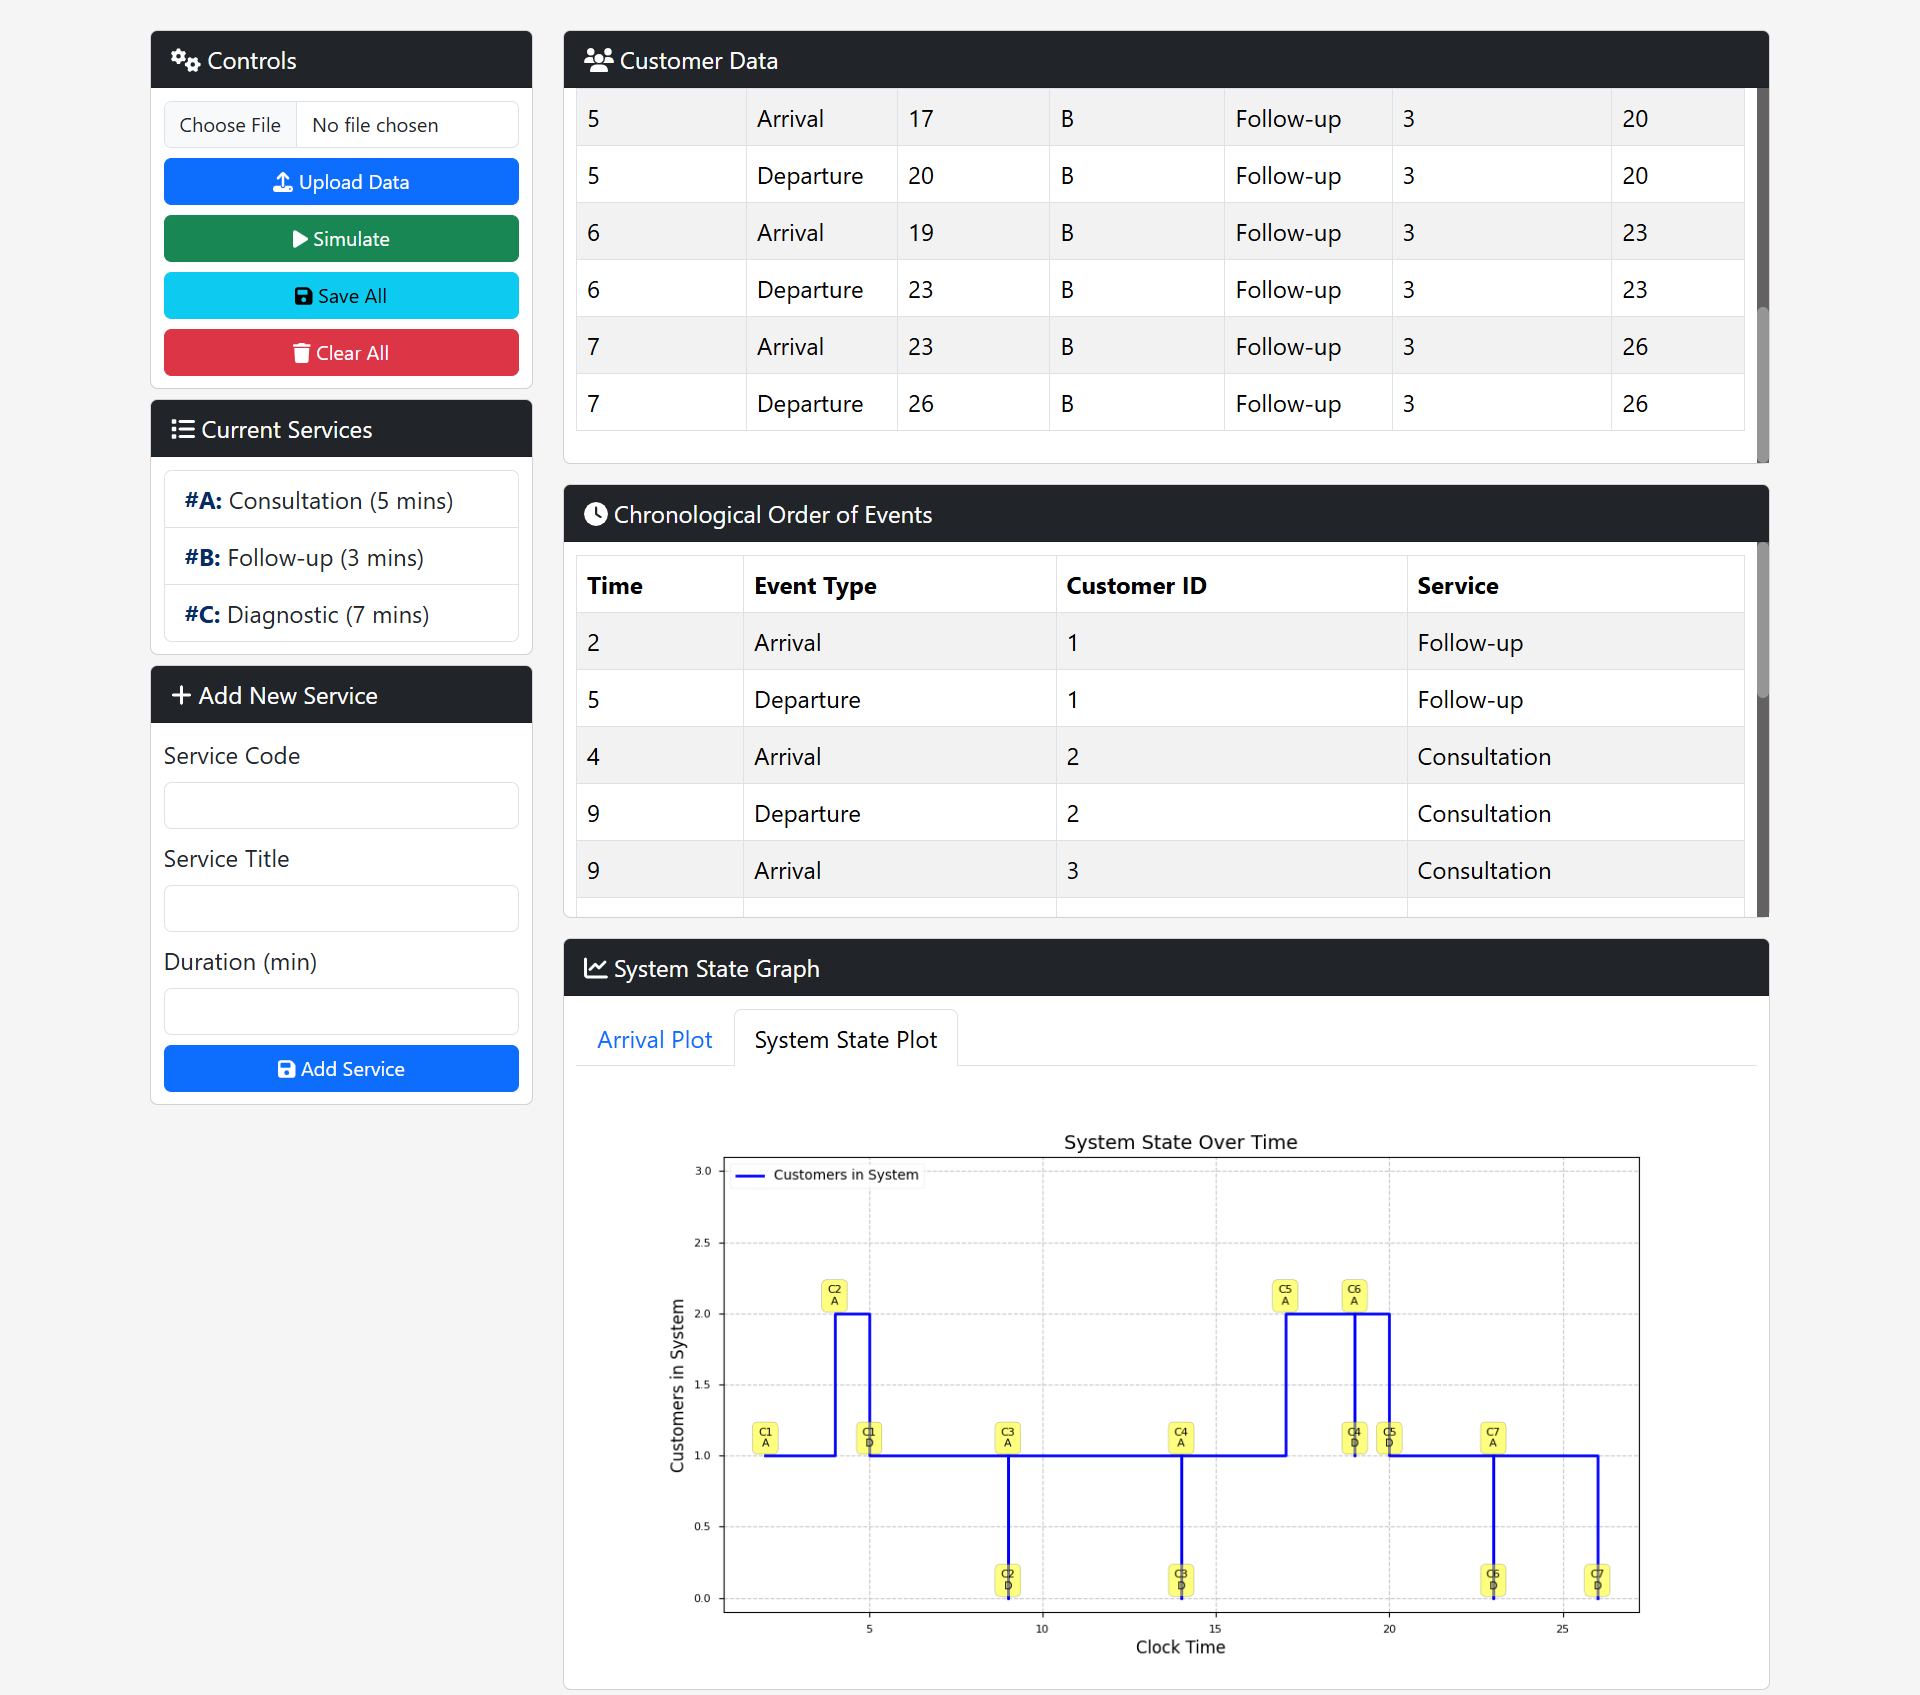 Controls
Choose File No file chosen
Upload Data
Simulate
Save All
Clear All
Current Services
#A: Consultation (5 mins)
#B: Follow-up (3 mins)
#C: Diagnostic (7 mins)
Add New Service
Service Code
Service Title
Duration (min)
Add Service
Customer Data
5 Arrival 17 B Follow-up 3 20
5 Departure 20 B Follow-up 3 20
6 Arrival 19 B Follow-up 3 23
6 Departure 23 B Follow-up 3 23
7 Arrival 23 B Follow-up 3 26
7 Departure 26 B Follow-up 3 26
Chronological Order of Events
Time Event Type Customer ID Service
2 Arrival 1 Follow-up
5 Departure 1 Follow-up
4 Arrival 2 Consultation
9 Departure 2 Consultation
9 Arrival 3 Consultation
System State Graph
Arrival Plot System State Plot
System State Over Time
Customers in System
3.0
2.5
2.0
1.5
1.0
0.5
0.0
Customers in System
C2 C5 C6
A A A
C1 C1 C3 C4 C4 C5 C7
A D A A D D A
C2 C3 C6 C7
D D D D
5 10 15 20 25
Clock Time